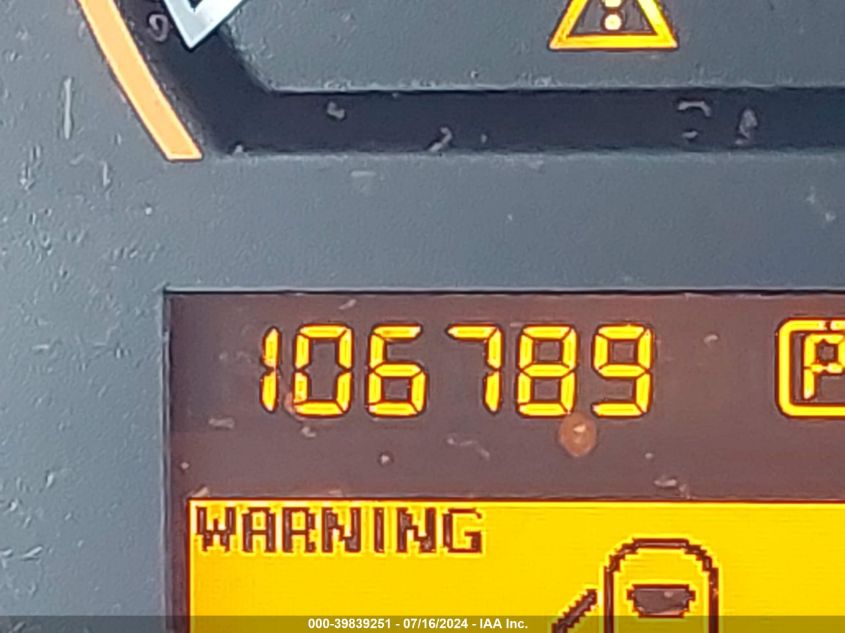 106789
P
WARNING
000-39839251 - 07/16/2024 - IAA Inc.